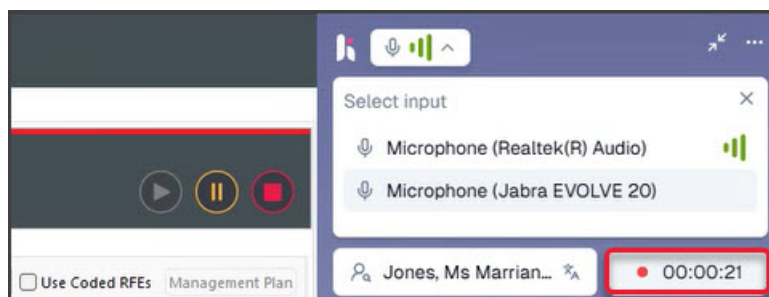 Select input
Microphone (Realtek(R) Audio)
Microphone (Jabra EVOLVE 20)
Jones, Ms Marrian...
00:00:21
Use Coded RFEs
Management Plan